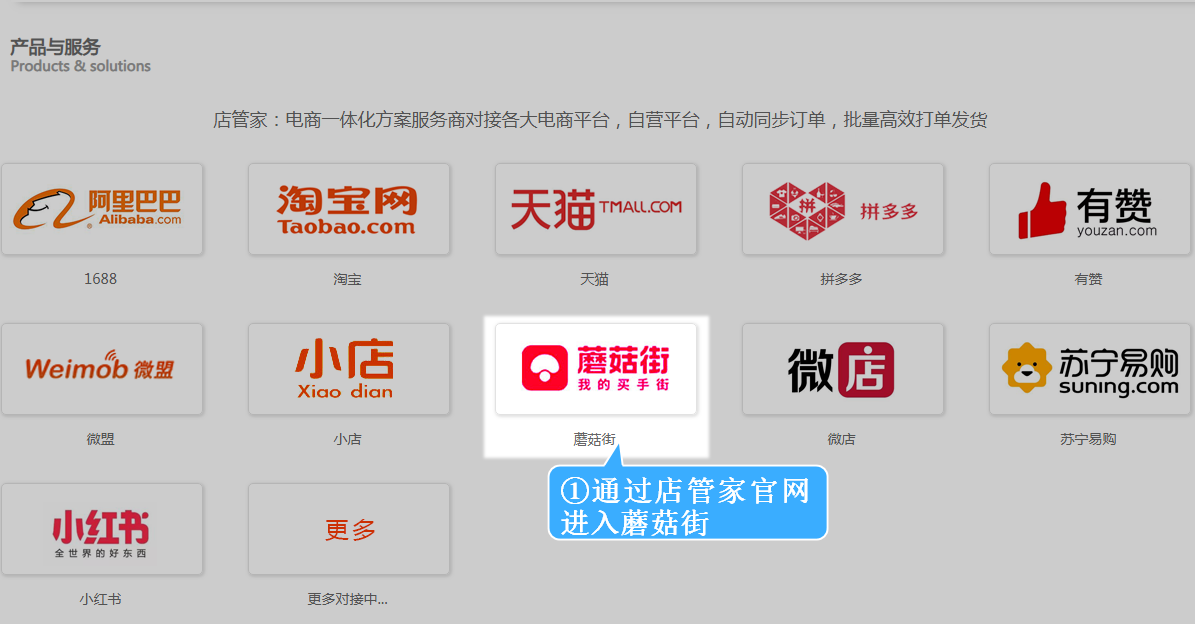 产品与服务
Products & solutions
店管家：电商一体化方案服务商对接各大电商平台，自营平台，自动同步订单，批量高效打单发货
阿里巴巴
Alibaba.com
1688
淘宝网
Taobao.com
淘宝
天猫 TMALL.COM
天猫
拼
拼多多
拼多多
有赞
youzan.com
有赞
Weimob 微盟
微盟
小店
Xiao dian
小店
蘑菇街
我的买手街
蘑菇街
微店
微店
苏宁易购
suning.com
苏宁易购
①通过店管家官网
进入蘑菇街
小红书
全世界的好东西
小红书
更多
更多对接中...